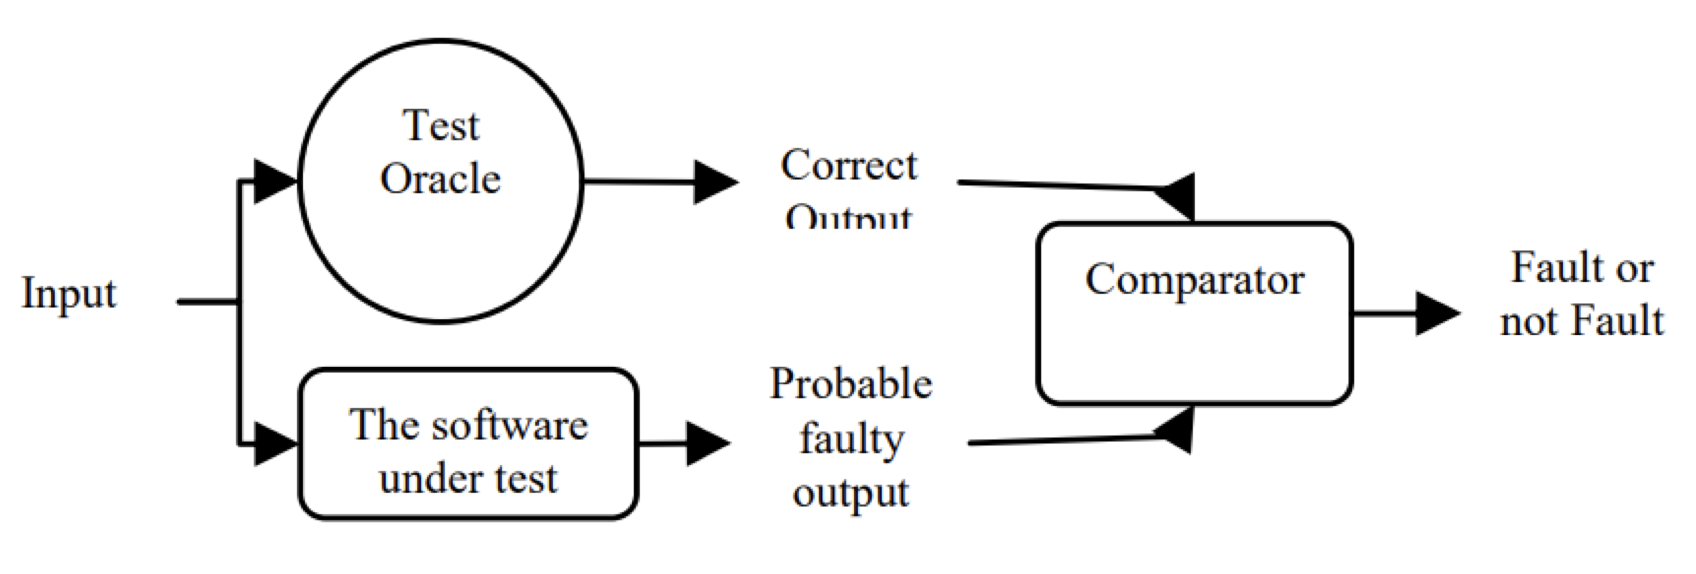 Test
Oracle
Correct
Output
Input
Comparator
Fault or
not Fault
The software
under test
Probable
faulty
output